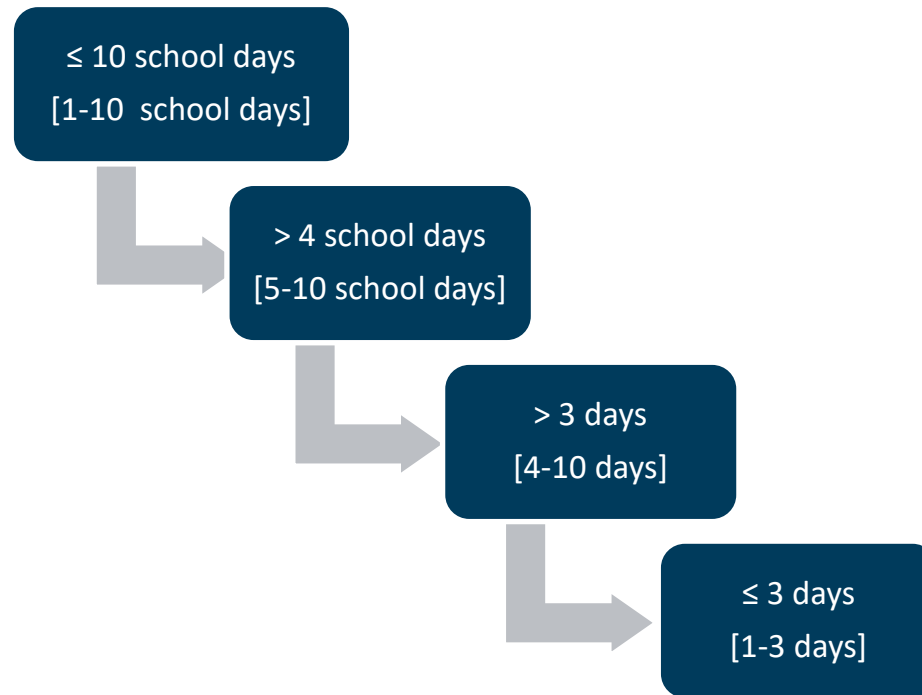 ≤ 10 school days
[1-10  school days]
> 4 school days
[5-10 school days]
> 3 days
[4-10 days]
≤ 3 days
[1-3 days]